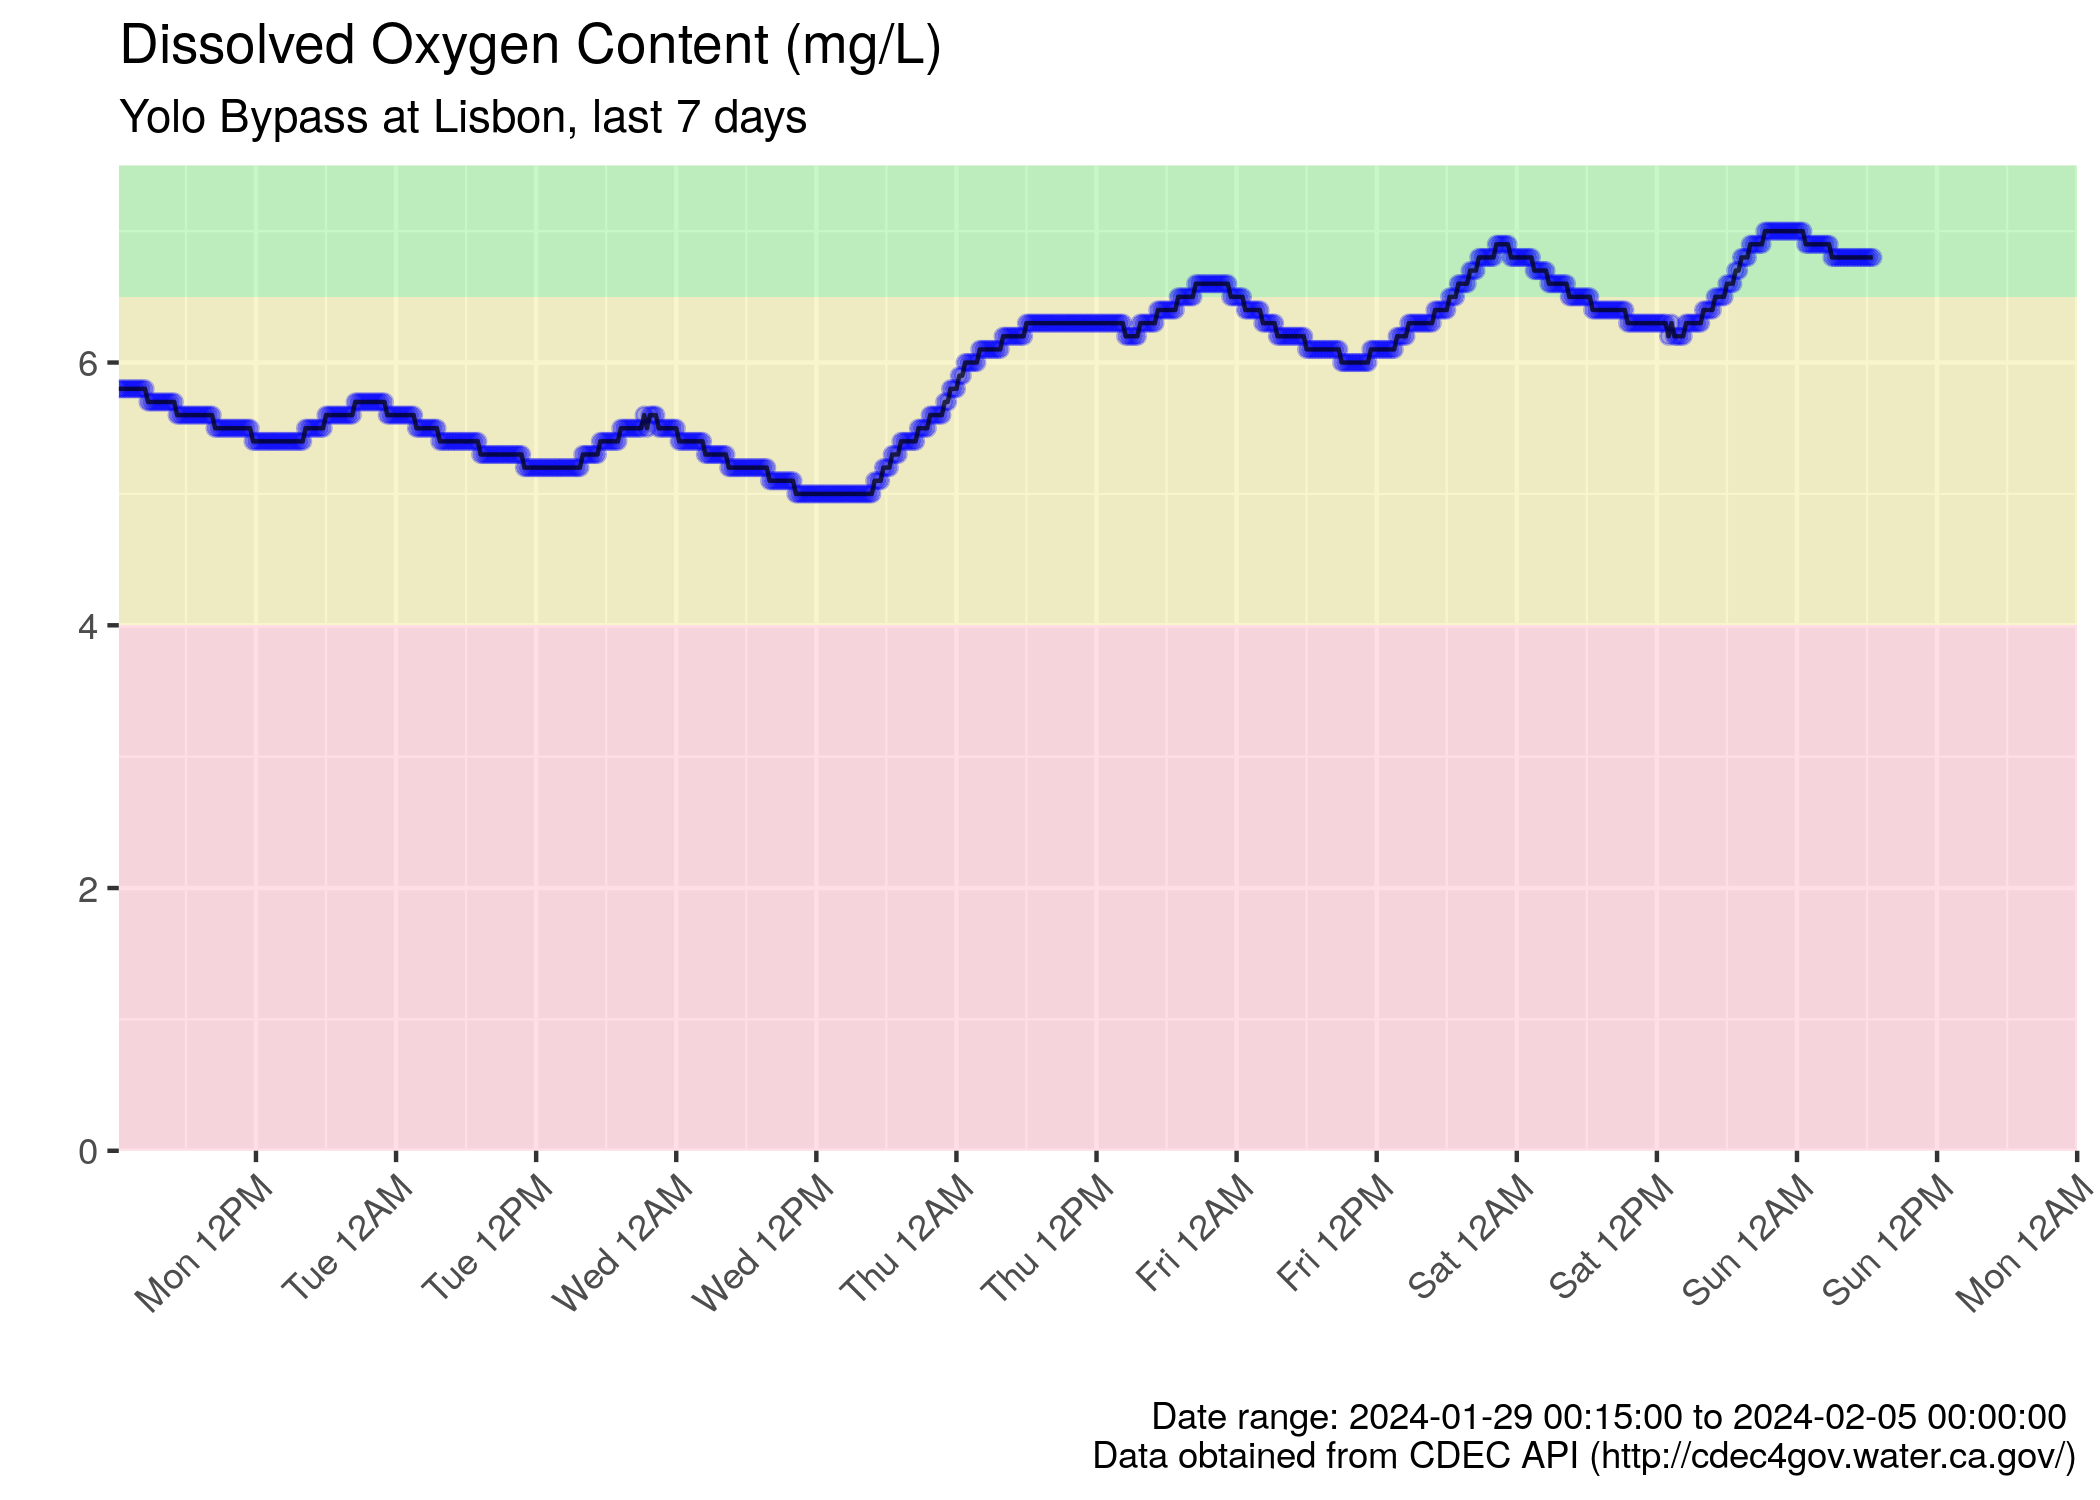 Dissolved Oxygen Content (mg/L)
Yolo Bypass at Lisbon, last 7 days
6
4
2
0
Mon 12PM
Tue 12AM
Tue 12PM
Wed 12AM
Wed 12PM
Thu 12AM
Thu 12PM
Fri 12AM
Fri 12PM
Sat 12AM
Sat 12PM
Sun 12AM
Sun 12PM
Mon 12AM
Date range: 2024-01-29 00:15:00 to 2024-02-05 00:00:00
Data obtained from CDEC API (http://cdec4gov.water.ca.gov/)